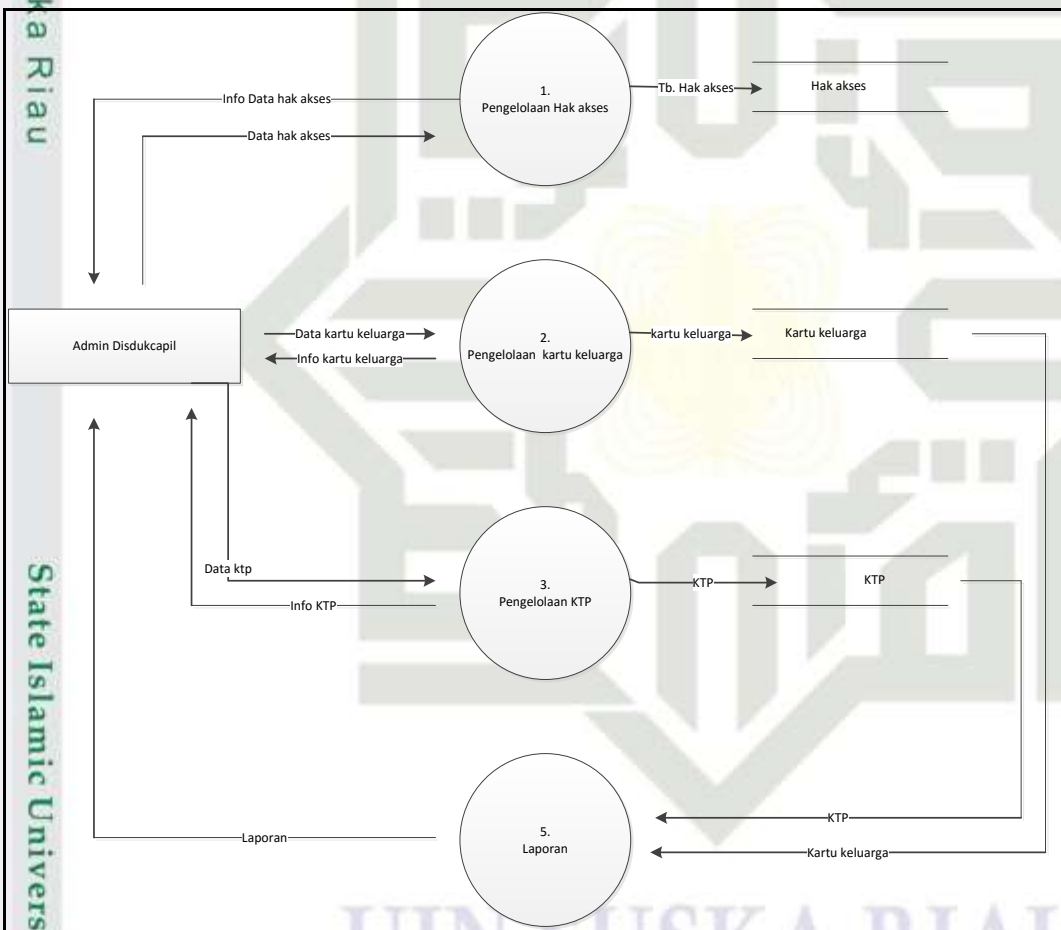 ka Riau
State Islamic Univers
1.
Pengelolaan Hak akses
Tb. Hak akses
Hak akses
Info Data hak akses
Data hak akses
Admin Disdukcapil
Data kartu keluarga
Info kartu keluarga
2.
Pengelolaan kartu keluarga
kartu keluarga
Kartu keluarga
Data ktp
Info KTP
3.
Pengelolaan KTP
KTP
KTP
Laporan
5.
Laporan
KTP
Kartu keluarga